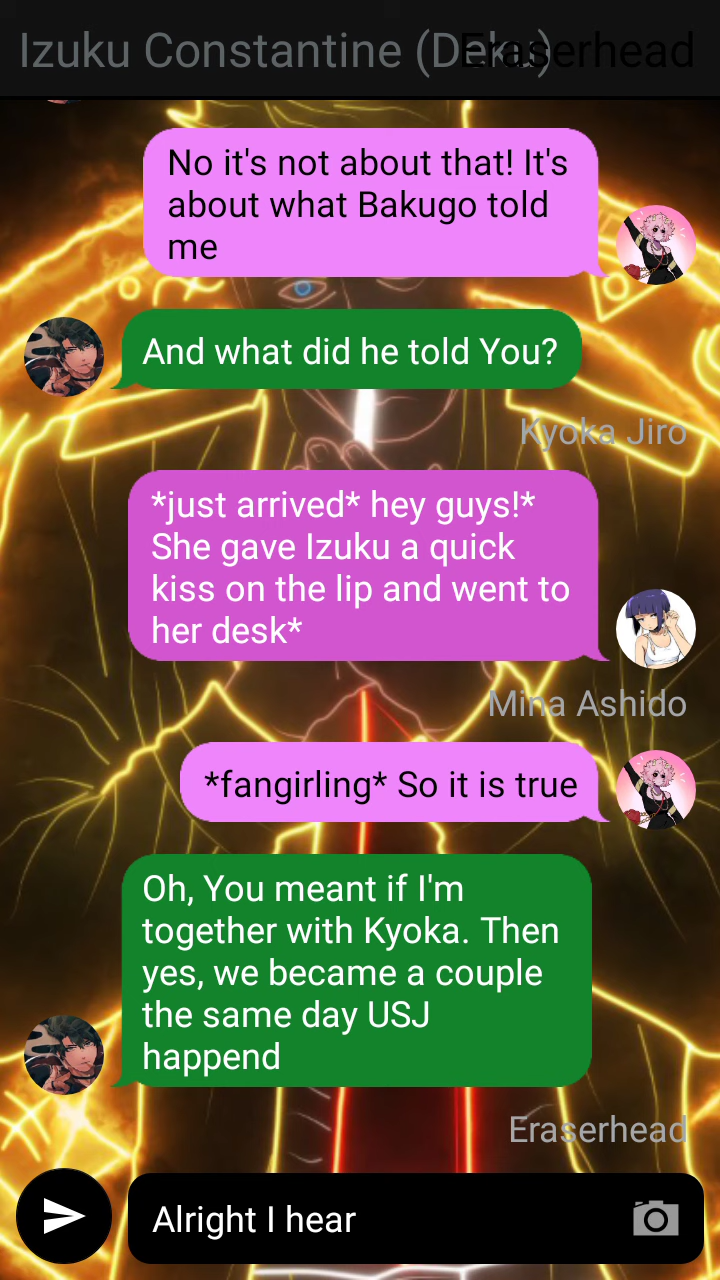 Izuku Constantine (Deku)
Eraserhead
No it's not about that! It's
about what Bakugo told
me
And what did he told You?
Kyoka Jiro
*just arrived* hey guys!*
She gave Izuku a quick
kiss on the lip and went to
her desk*
Mina Ashido
*fangirling* So it is true
Oh, You meant if I'm
together with Kyoka. Then
yes, we became a couple
the same day USJ
happend
Eraserhead
Alright I hear